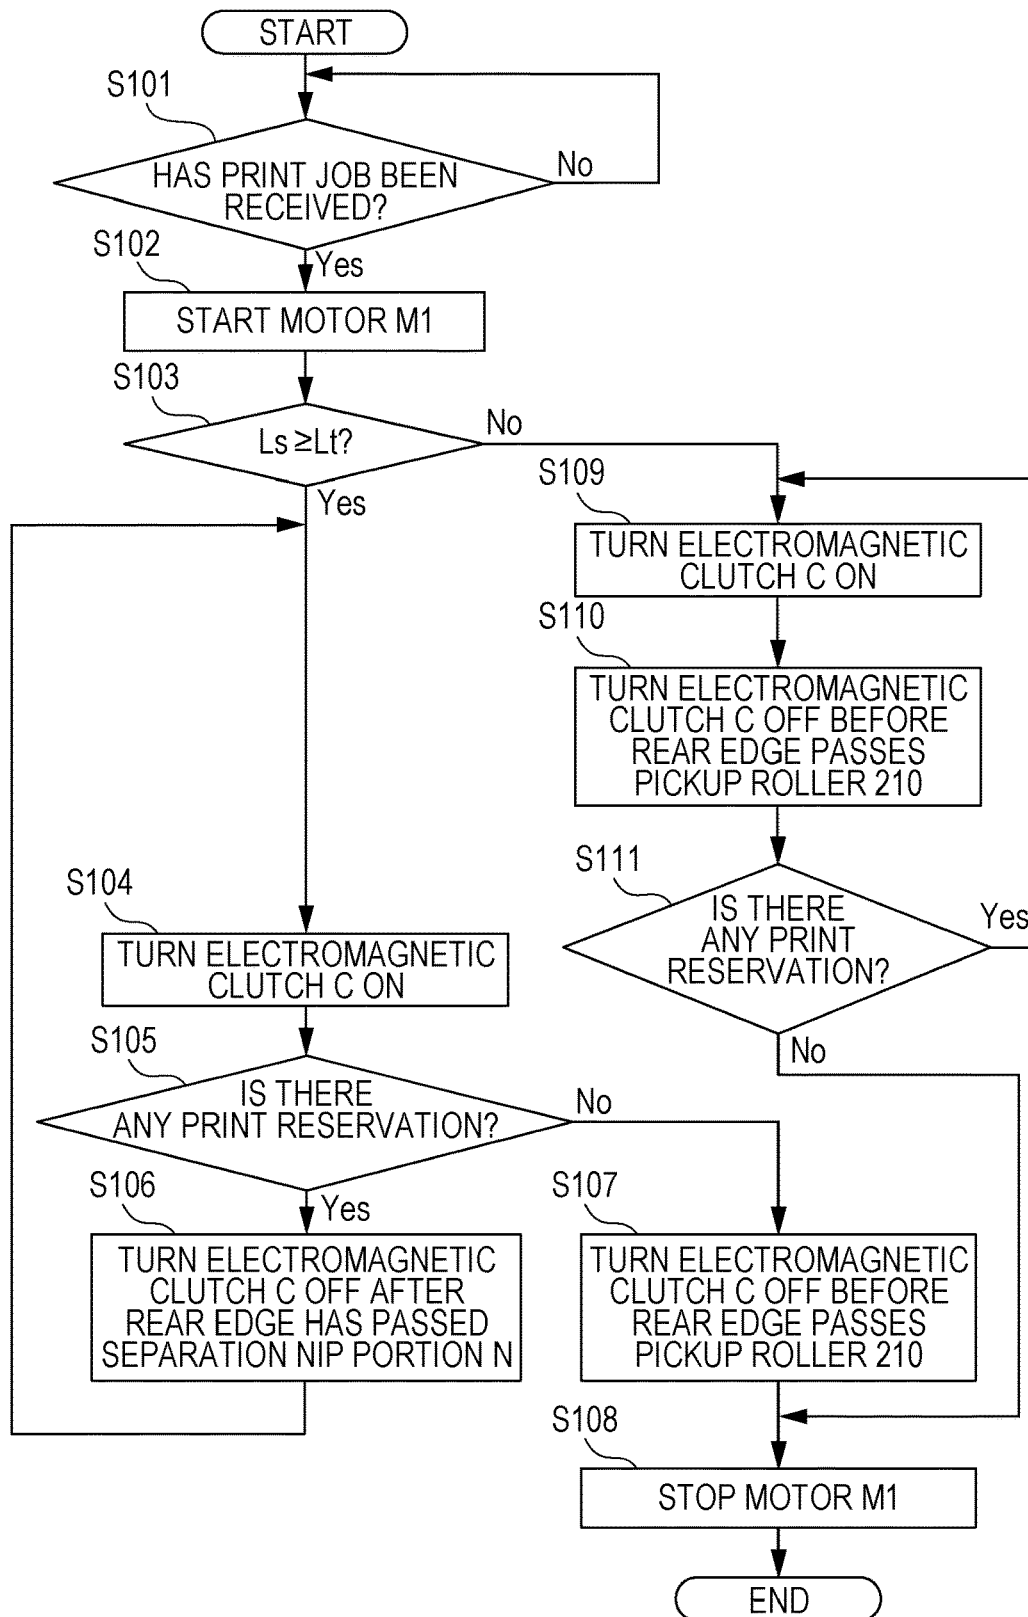 START
S101
HAS PRINT JOB BEEN
RECEIVED?
No
Yes
S102
START MOTOR M1
S103
Ls ≥Lt?
No
Yes
S109
TURN ELECTROMAGNETIC
CLUTCH C ON
S110
TURN ELECTROMAGNETIC
CLUTCH C OFF BEFORE
REAR EDGE PASSES
PICKUP ROLLER 210
S111
IS THERE
ANY PRINT
RESERVATION?
Yes
No
S104
TURN ELECTROMAGNETIC
CLUTCH C ON
S105
IS THERE
ANY PRINT RESERVATION?
No
Yes
S106
TURN ELECTROMAGNETIC
CLUTCH C OFF AFTER
REAR EDGE HAS PASSED
SEPARATION NIP PORTION N
S107
TURN ELECTROMAGNETIC
CLUTCH C OFF BEFORE
REAR EDGE PASSES
PICKUP ROLLER 210
S108
STOP MOTOR M1
END